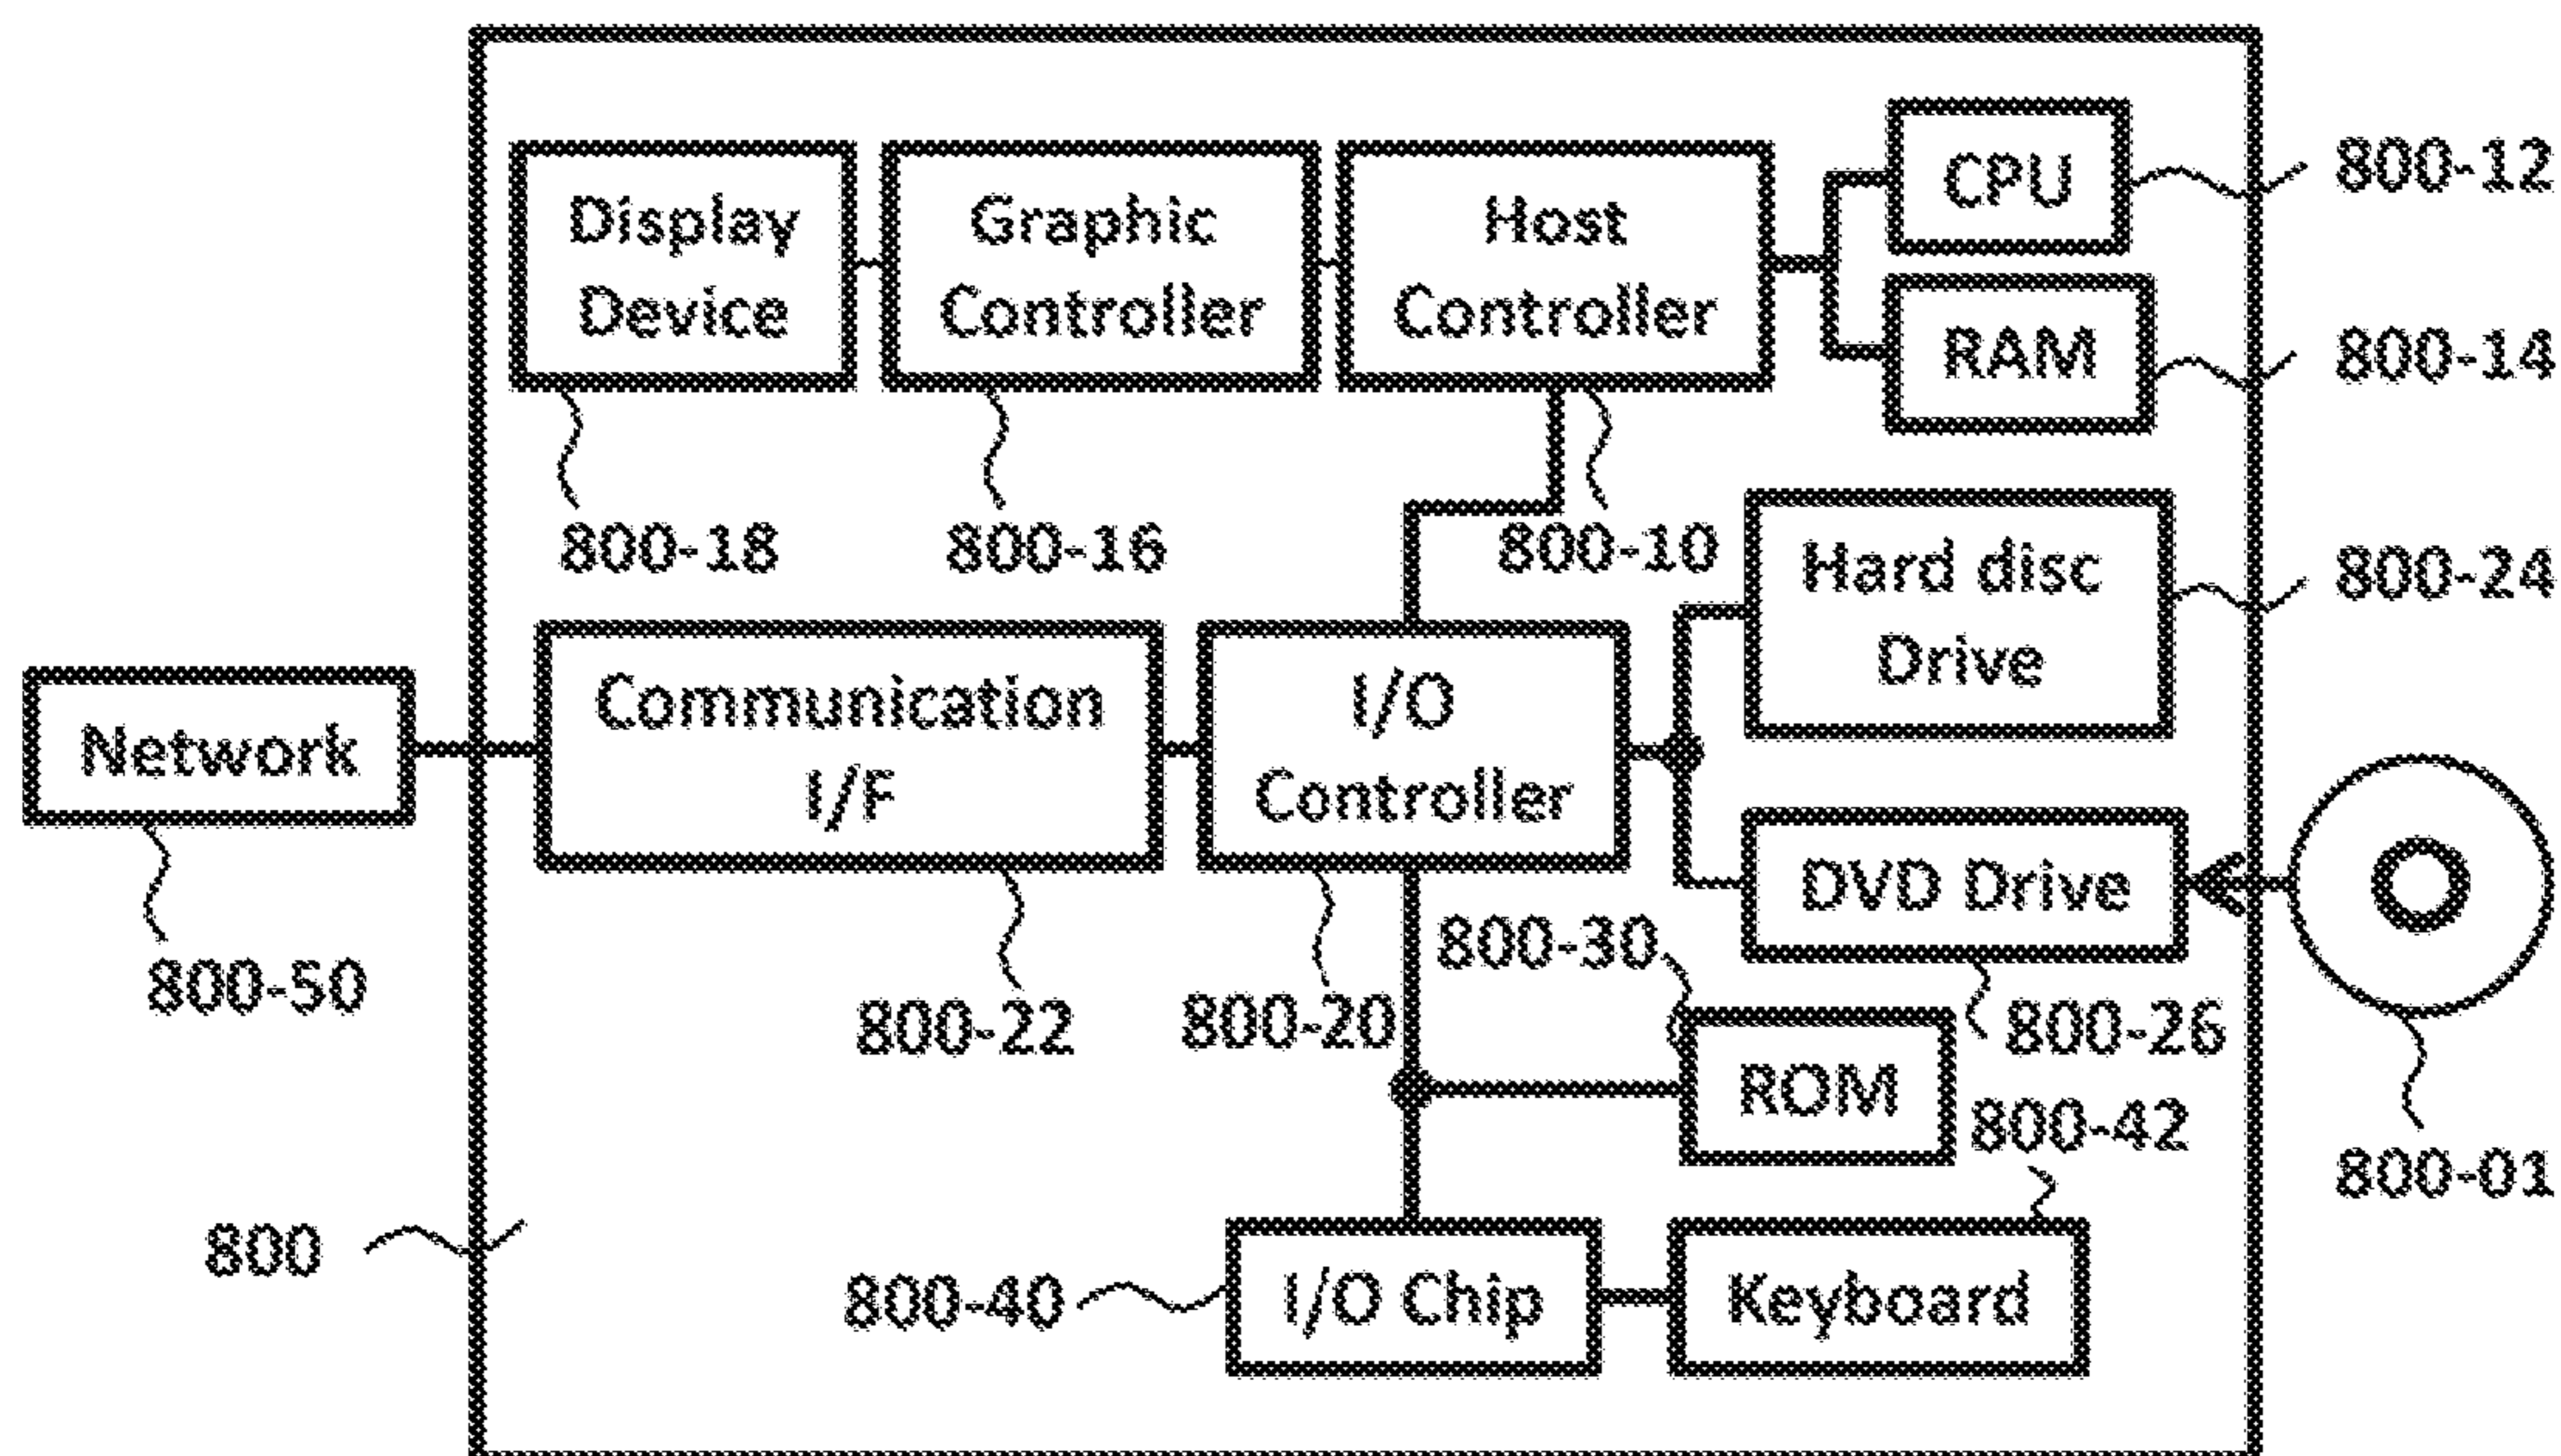 CPU
800-12
Display
Device
Graphic
Controller
Host
Controller
RAM
800-14
800-18
800-16
800-10
Hard disc
Drive
800-24
Network
Communication
I/F
I/O
Controller
DVD Drive
800-50
800-22
800-20
800-30
800-26
ROM
800-42
800-01
800
800-40
I/O Chip
Keyboard